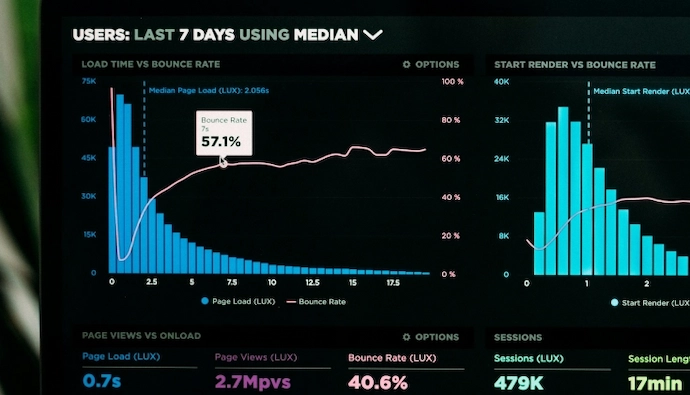 USERS: LAST 7 DAYS USING MEDIAN
LOAD TIME VS BOUNCE RATE
OPTIONS
75K
60K
45K
30K
15K
0
100 %
80 %
60 %
40 %
20 %
0 %
Median Page Load (LUX): 2.056s
Bounce Rate
7s
57.1%
0
2.5
5
7.5
10
12.5
15
17.5
Page Load (LUX)
Bounce Rate
START RENDER VS BOUNCE RATE
40K
32K
24K
16K
8K
0
Median Start Render (LUX
0
1
2
Start Render (LUX)
PAGE VIEWS VS ONLOAD
OPTIONS
Page Load (LUX)
0.7s
Page Views (LUX)
2.7Mpvs
Bounce Rate (LUX)
40.6%
SESSIONS
Sessions (LUX)
479K
Session Leng
17min